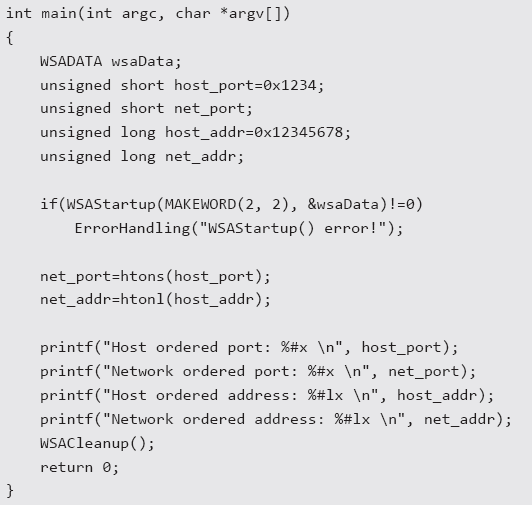 int main(int argc, char *argv[])
{
    WSADATA wsaData;
    unsigned short host_port=0x1234;
    unsigned short net_port;
    unsigned long host_addr=0x12345678;
    unsigned long net_addr;

    if(WSAStartup(MAKEWORD(2, 2), &wsaData)!=0)
        ErrorHandling("WSAStartup() error!");

    net_port=htons(host_port);
    net_addr=htonl(host_addr);

    printf("Host ordered port: %#x \n", host_port);
    printf("Network ordered port: %#x \n", net_port);
    printf("Host ordered address: %#lx \n", host_addr);
    printf("Network ordered address: %#lx \n", net_addr);
    WSACleanup();
    return 0;
}